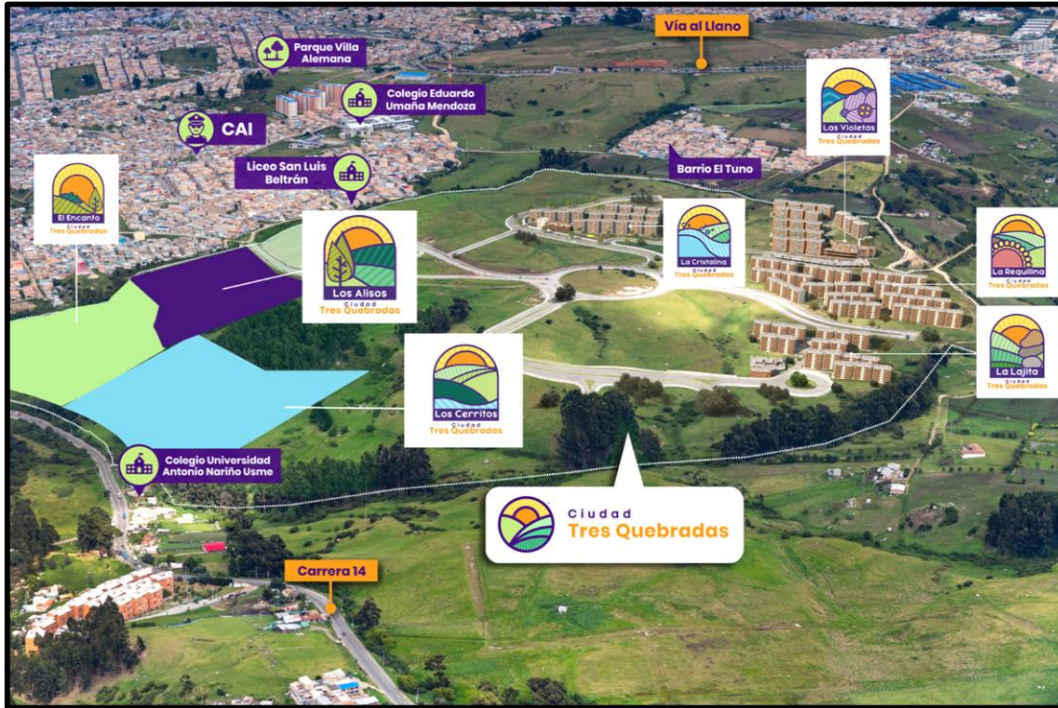 Vía al Llano
Parque Villa
Alemana
Colegio Eduardo
Umaña Mendoza
CAI
Las Violetas
Ciudad
Tres Quebradas
Liceo San Luis
Beltrán
Barrio El Tuno
El Encanto
Ciudad
Tres Quebradas
Los Alisos
Ciudad
Tres Quebradas
La Cristalina
Ciudad
Tres Quebradas
La Requilina
Ciudad
Tres Quebradas
La Lajita
Ciudad
Tres Quebradas
Los Cerritos
Ciudad
Tres Quebradas
Colegio Universidad
Antonio Nariño Usme
Ciudad
Tres Quebradas
Carrera 14